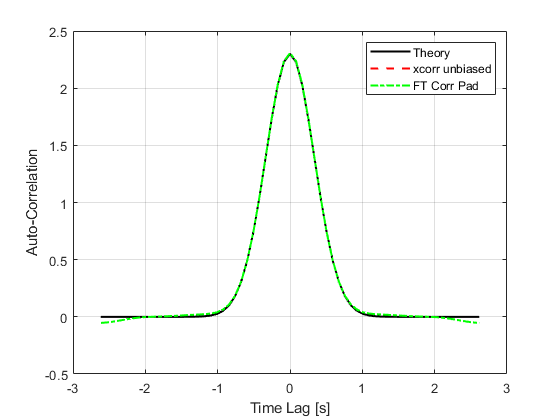 2.5
2
1.5
1
0.5
0
-0.5
-3
-2
-1
0
1
2
3
Auto-Correlation
Time Lag [s]
Theory
xcorr unbiased
FT Corr Pad